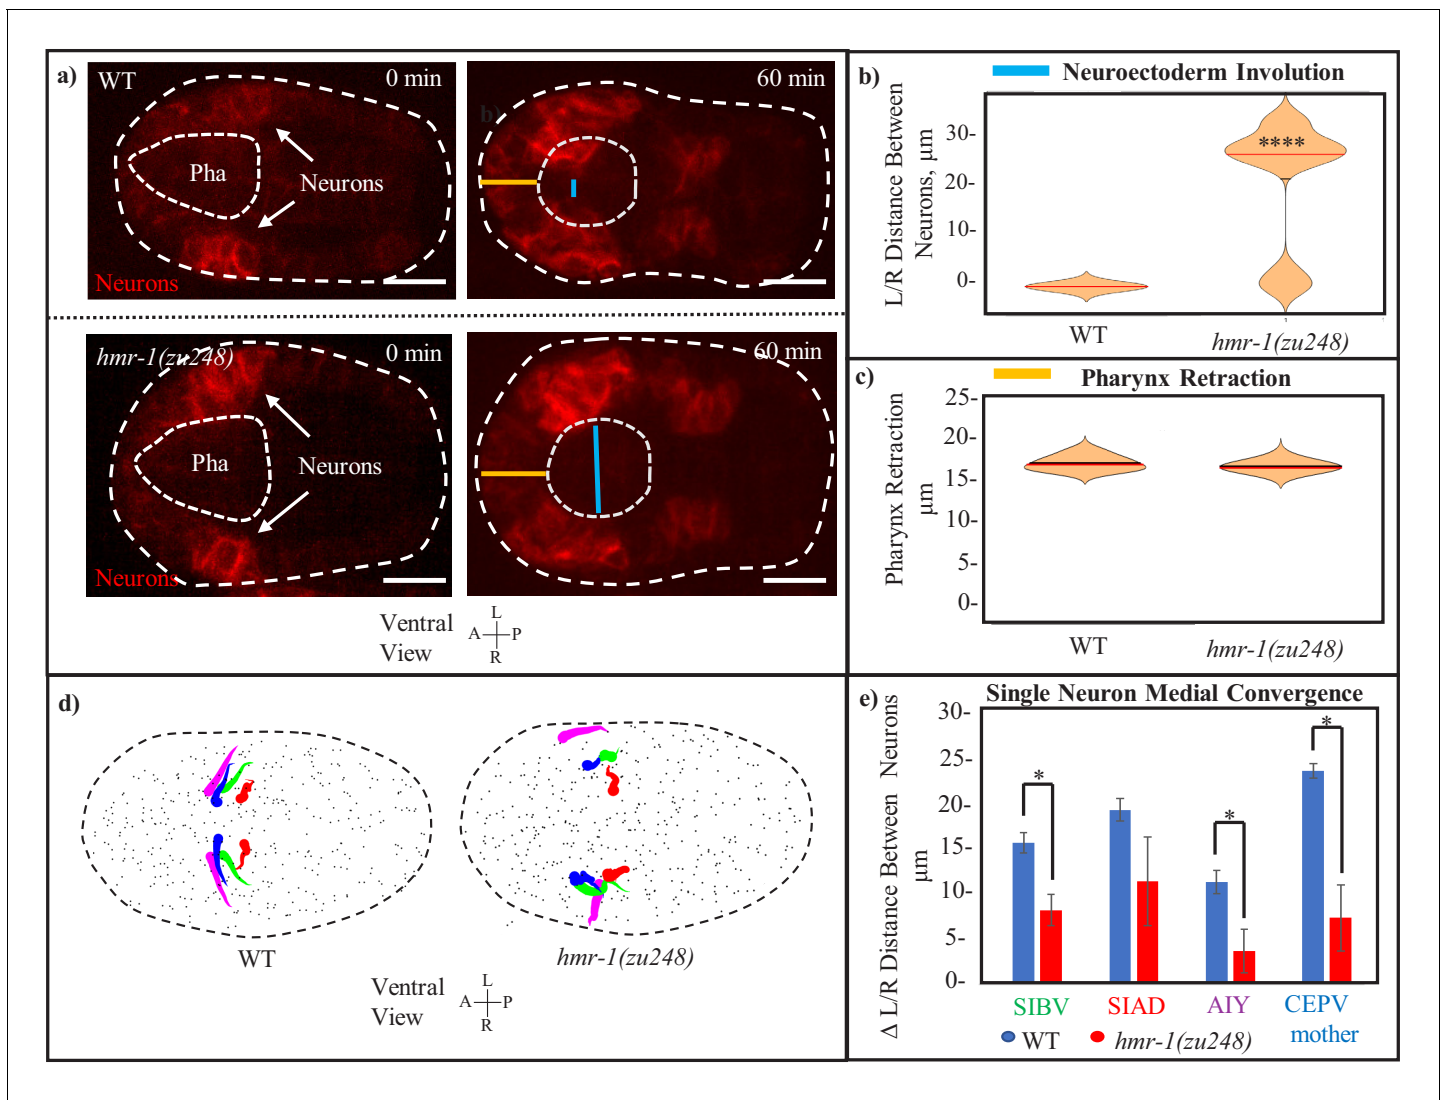 a)
WT
0 min
60 min
b)
Pha
Neurons
Neurons
hmr-1(zu248)
0 min
60 min
Pha
Neurons
Neurons
Ventral
View
L
A
P
R
b)
Neuroectoderm Involution
L/R Distance Between
Neurons, μm
30-
20-
10-
0-
****
WT
hmr-1(zu248)
c)
Pharynx Retraction
Pharynx Retraction
μm
25-
20-
15-
10-
5-
0-
WT
hmr-1(zu248)
d)
WT
hmr-1(zu248)
Ventral
View
L
A
P
R
e)
Single Neuron Medial Convergence
Δ L/R Distance Between Neurons
μm
30-
25-
20-
15-
10-
5-
0-
*
*
*
SIBV
SIAD
AIY
CEPV
mother
WT
hmr-1(zu248)